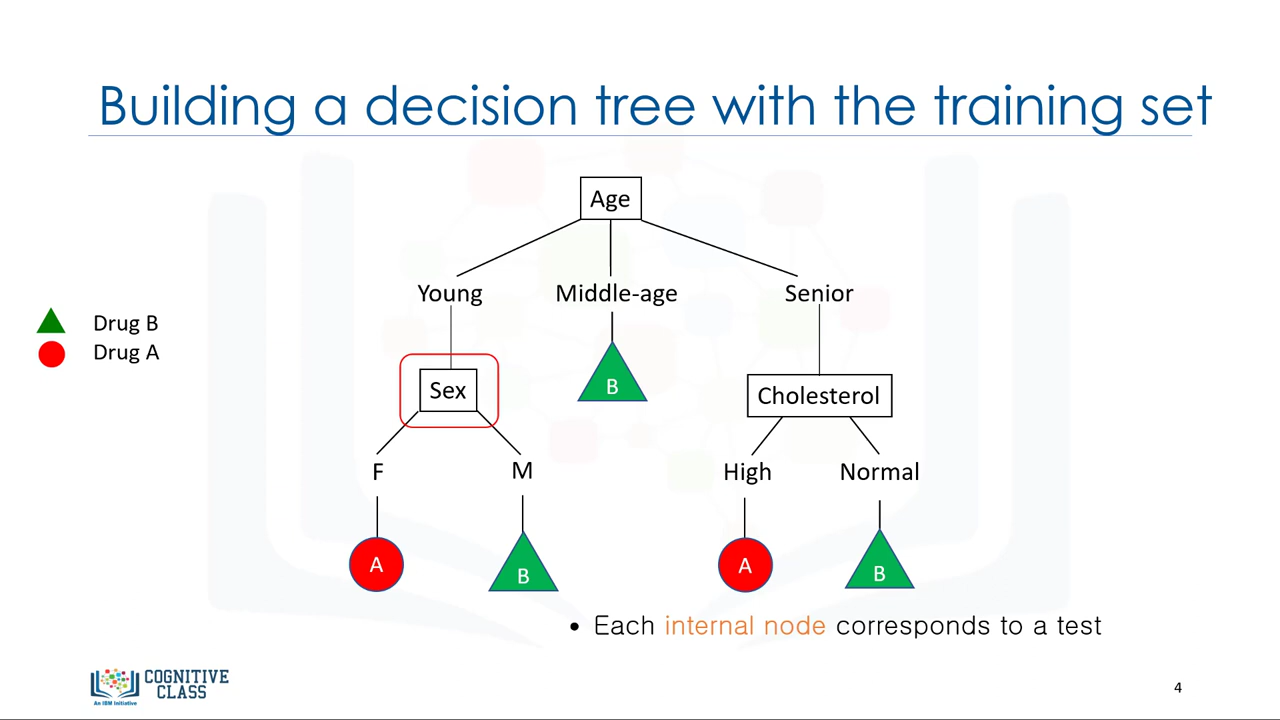 Building a decision tree with the training set
Age
Young Middle-age Senior
Drug B
Drug A
Sex B Cholesterol
F M High Normal
A B A B
• Each internal node corresponds to a test
COGNITIVE
CLASS
An IBM Initiative
4